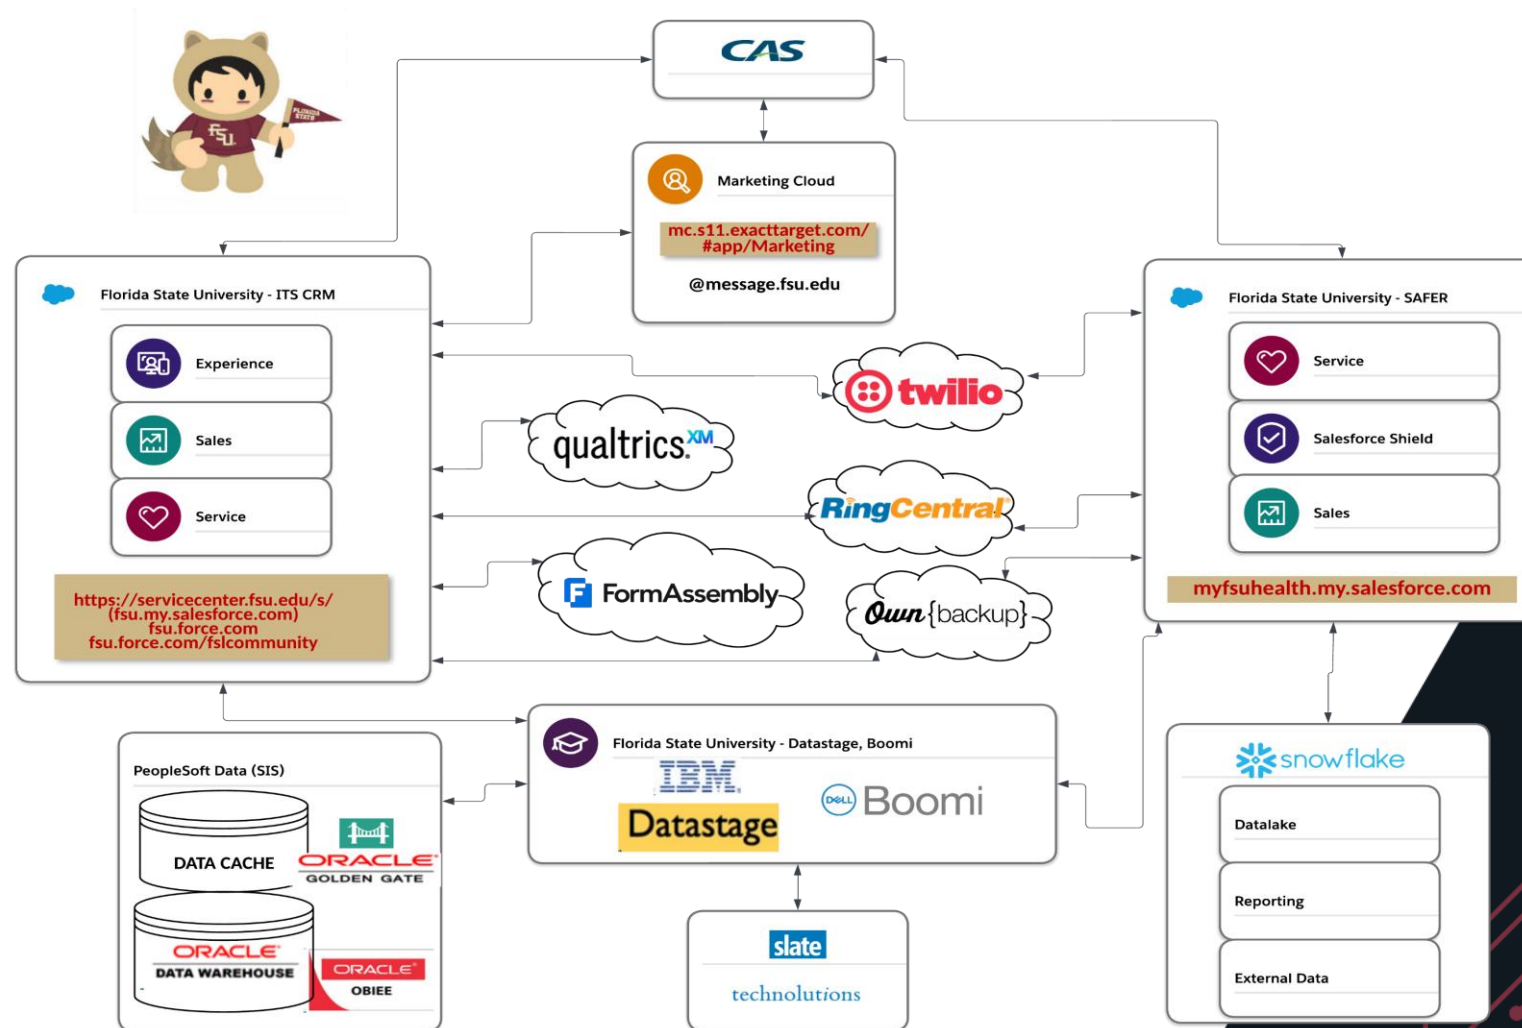 CAS
FLORIDA
STATE
FSU
Marketing Cloud
mc.s11.exacttarget.com/
#app/Marketing
@message.fsu.edu
Florida State University - ITS CRM
Experience
Sales
Service
https://servicecenter.fsu.edu/s/
(fsu.my.salesforce.com)
fsu.force.com
fsu.force.com/fslcommunity
twilio
qualtrics.XM
RingCentral
FormAssembly
Own{backup}
Florida State University - SAFER
Service
Salesforce Shield
Sales
myfsuhealth.my.salesforce.com
PeopleSoft Data (SIS)
DATA CACHE
ORACLE
GOLDEN GATE
ORACLE
DATA WAREHOUSE
ORACLE
OBIEE
Florida State University - Datastage, Boomi
IBM
Datastage
DELL Boomi
slate
technolutions
snowflake
Datalake
Reporting
External Data